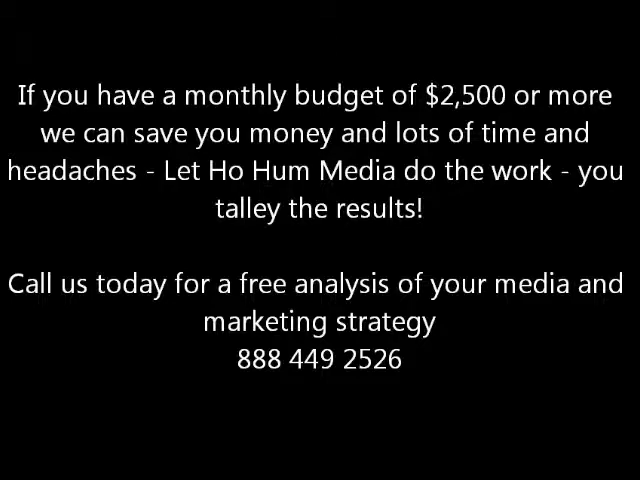 If you have a monthly budget of $2,500 or more
we can save you money and lots of time and
headaches - Let Ho Hum Media do the work - you
talley the results!
Call us today for a free analysis of your media and
marketing strategy
888 449 2526